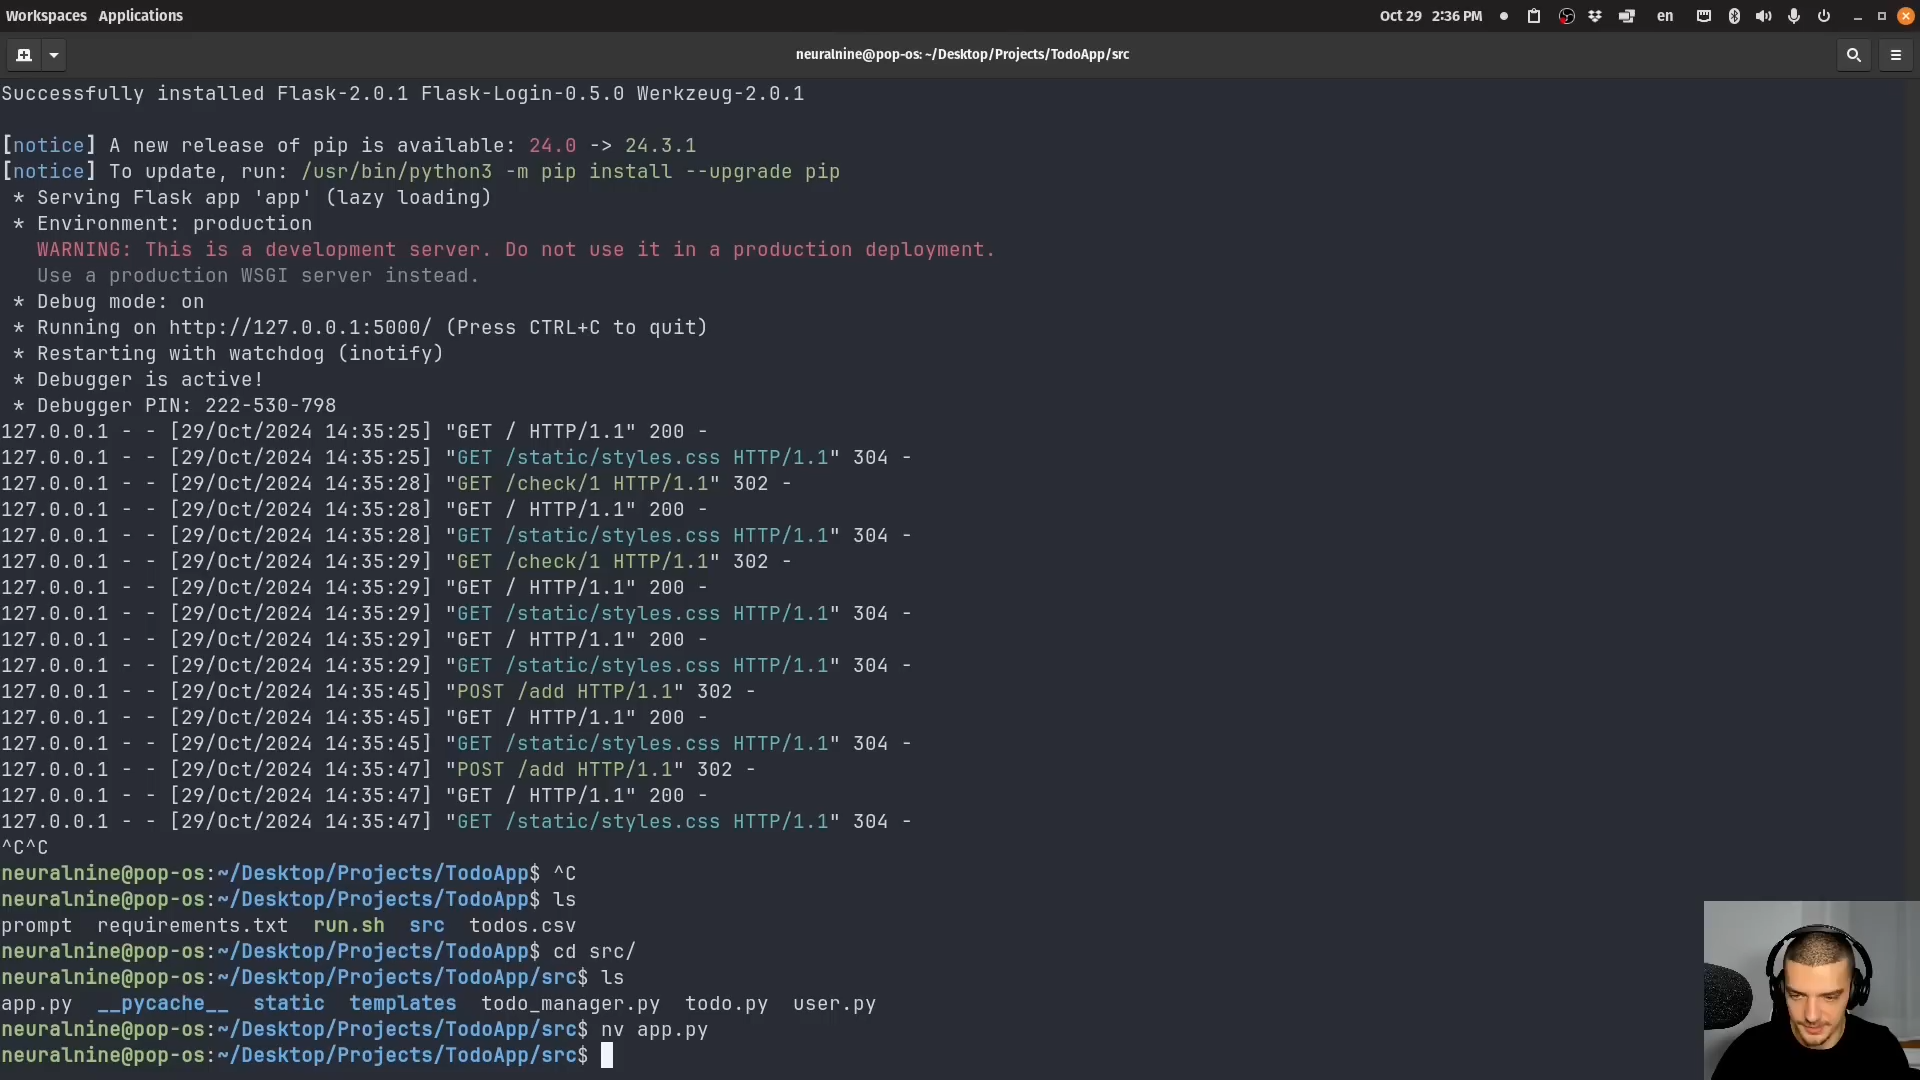 Workspaces Applications
Oct 29 2:36 PM
en
neuralnine@pop-os: ~/Desktop/Projects/TodoApp/src
Successfully installed Flask-2.0.1 Flask-Login-0.5.0 Werkzeug-2.0.1
[notice] A new release of pip is available: 24.0 -> 24.3.1
[notice] To update, run: /usr/bin/python3 -m pip install --upgrade pip
* Serving Flask app 'app' (lazy loading)
* Environment: production
WARNING: This is a development server. Do not use it in a production deployment.
Use a production WSGI server instead.
* Debug mode: on
* Running on http://127.0.0.1:5000/ (Press CTRL+C to quit)
* Restarting with watchdog (inotify)
* Debugger is active!
* Debugger PIN: 222-530-798
127.0.0.1 - - [29/Oct/2024 14:35:25] "GET / HTTP/1.1" 200 -
127.0.0.1 - - [29/Oct/2024 14:35:25] "GET /static/styles.css HTTP/1.1" 304 -
127.0.0.1 - - [29/Oct/2024 14:35:28] "GET /check/1 HTTP/1.1" 302 -
127.0.0.1 - - [29/Oct/2024 14:35:28] "GET / HTTP/1.1" 200 -
127.0.0.1 - - [29/Oct/2024 14:35:28] "GET /static/styles.css HTTP/1.1" 304 -
127.0.0.1 - - [29/Oct/2024 14:35:29] "GET /check/1 HTTP/1.1" 302 -
127.0.0.1 - - [29/Oct/2024 14:35:29] "GET / HTTP/1.1" 200 -
127.0.0.1 - - [29/Oct/2024 14:35:29] "GET /static/styles.css HTTP/1.1" 304 -
127.0.0.1 - - [29/Oct/2024 14:35:29] "GET / HTTP/1.1" 200 -
127.0.0.1 - - [29/Oct/2024 14:35:29] "GET /static/styles.css HTTP/1.1" 304 -
127.0.0.1 - - [29/Oct/2024 14:35:45] "POST /add HTTP/1.1" 302 -
127.0.0.1 - - [29/Oct/2024 14:35:45] "GET / HTTP/1.1" 200 -
127.0.0.1 - - [29/Oct/2024 14:35:45] "GET /static/styles.css HTTP/1.1" 304 -
127.0.0.1 - - [29/Oct/2024 14:35:47] "POST /add HTTP/1.1" 302 -
127.0.0.1 - - [29/Oct/2024 14:35:47] "GET / HTTP/1.1" 200 -
127.0.0.1 - - [29/Oct/2024 14:35:47] "GET /static/styles.css HTTP/1.1" 304 -
^C^C
neuralnine@pop-os:~/Desktop/Projects/TodoApp$ ^C
neuralnine@pop-os:~/Desktop/Projects/TodoApp$ ls
prompt requirements.txt run.sh src todos.csv
neuralnine@pop-os:~/Desktop/Projects/TodoApp$ cd src/
neuralnine@pop-os:~/Desktop/Projects/TodoApp/src$ ls
app.py __pycache__ static templates todo_manager.py todo.py user.py
neuralnine@pop-os:~/Desktop/Projects/TodoApp/src$ nv app.py
neuralnine@pop-os:~/Desktop/Projects/TodoApp/src$